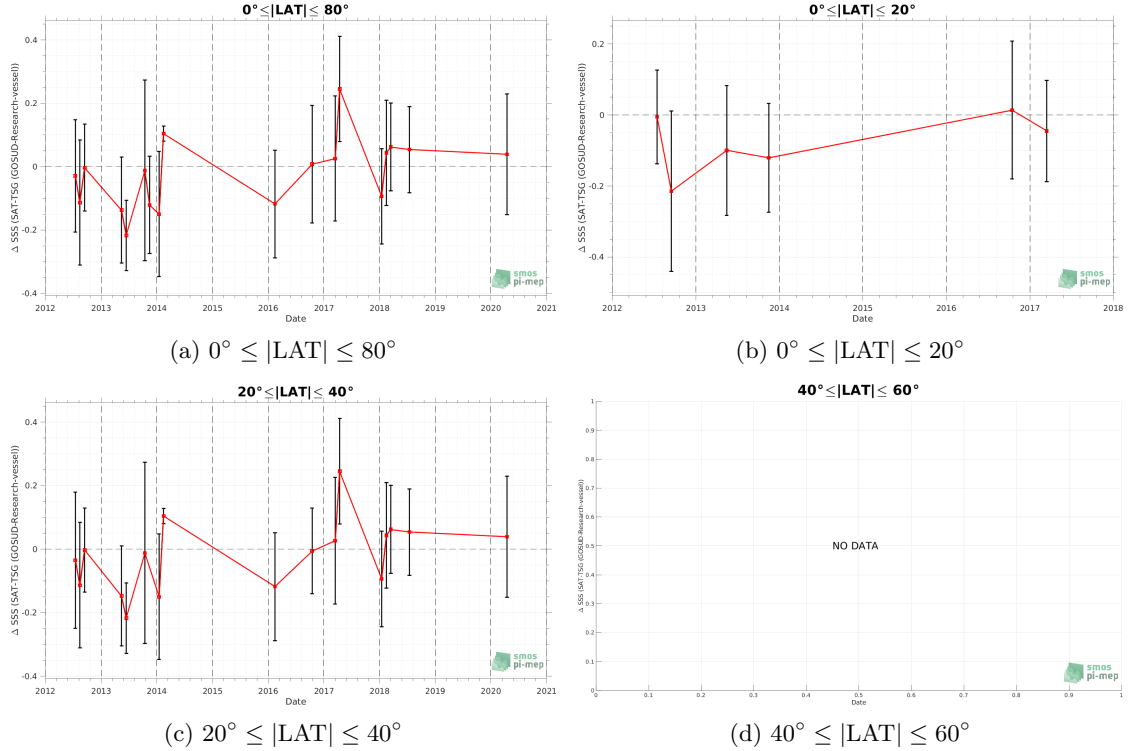 0°≤|LAT|≤ 80°
Δ SSS (SAT-TSG (GOSUD-Research-vessel))
0.4
0.2
0
-0.2
-0.4
2012 2013 2014 2015 2016 2017 2018 2019 2020 2021
Date
smos
pi-mep
(a) 0° ≤ |LAT| ≤ 80°
0°≤|LAT|≤ 20°
Δ SSS (SAT-TSG (GOSUD-Research-vessel))
0.2
0
-0.2
-0.4
2012 2013 2014 2015 2016 2017 2018
Date
smos
pi-mep
(b) 0° ≤ |LAT| ≤ 20°
20°≤|LAT|≤ 40°
Δ SSS (SAT-TSG (GOSUD-Research-vessel))
0.4
0.2
0
-0.2
-0.4
2012 2013 2014 2015 2016 2017 2018 2019 2020 2021
Date
smos
pi-mep
(c) 20° ≤ |LAT| ≤ 40°
40°≤|LAT|≤ 60°
Δ SSS (SAT-TSG (GOSUD-Research-vessel))
1
0.9
0.8
0.7
0.6
0.5
0.4
0.3
0.2
0.1
0
NO DATA
0 0.1 0.2 0.3 0.4 0.5 0.6 0.7 0.8 0.9 1
Date
smos
pi-mep
(d) 40° ≤ |LAT| ≤ 60°